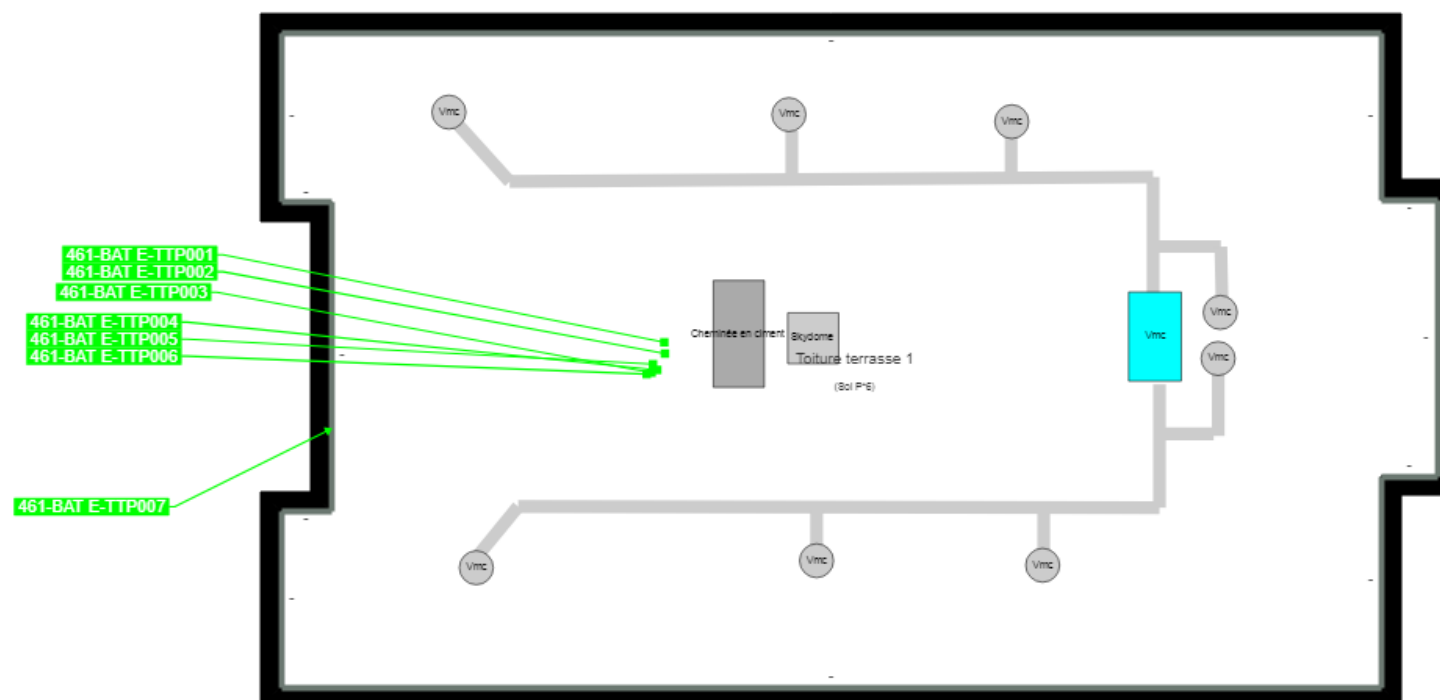 Vmc
Vmc
Vmc
461-BAT E-TTP001
461-BAT E-TTP002
461-BAT E-TTP003
461-BAT E-TTP004
461-BAT E-TTP005
461-BAT E-TTP006
Cheminée en ciment
Skydome
Toiture terrasse 1
(Sol P*6)
Vmc
Vmc
Vmc
461-BAT E-TTP007
Vmc
Vmc
Vmc